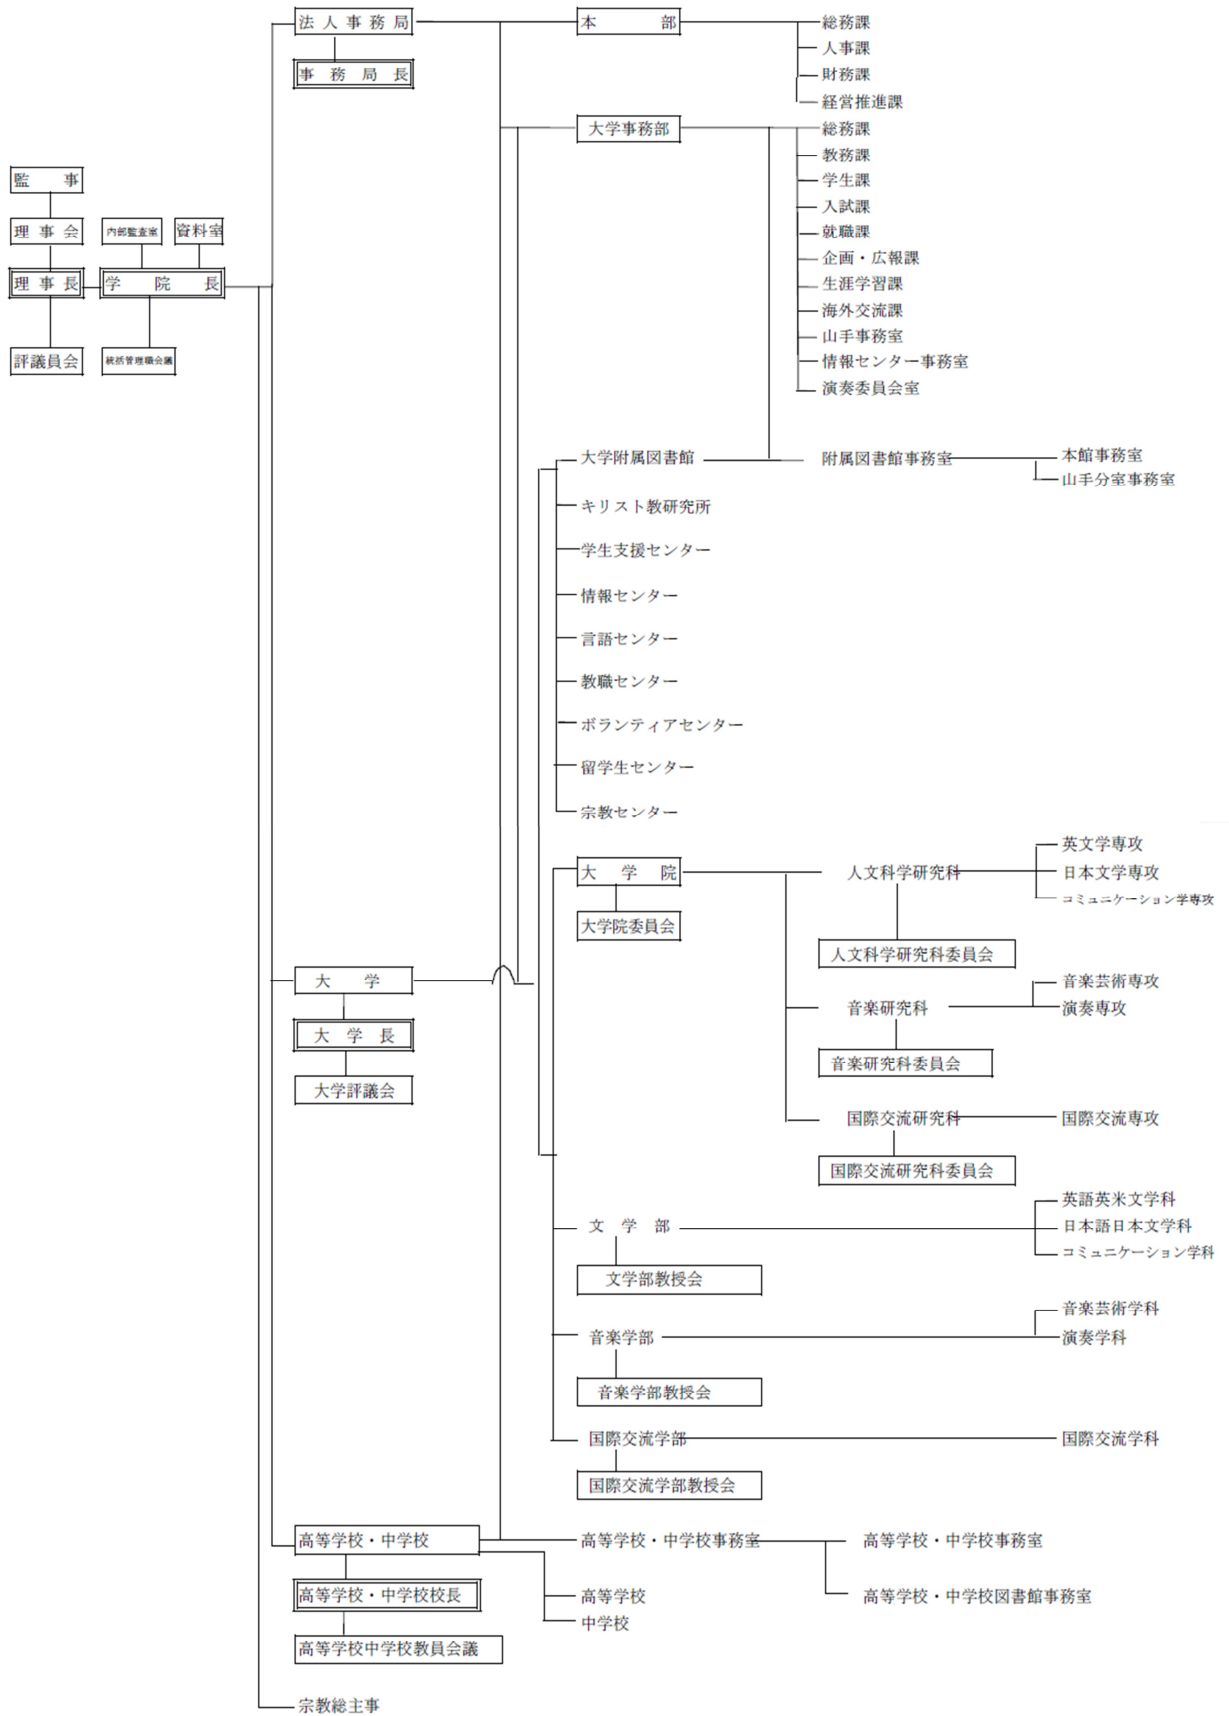 法人事務局
事務局長
本部
総務課
人事課
財務課
経営推進課
大学事務部
総務課
教務課
学生課
入試課
就職課
企画・広報課
生涯学習課
海外交流課
山手事務室
情報センター事務室
演奏委員会室
監事
理事会
内部監査室
資料室
理事長
学院長
評議員会
統括管理職会議
大学附属図書館
附属図書館事務室
本館事務室
山手分室事務室
キリスト教研究所
学生支援センター
情報センター
言語センター
教職センター
ボランティアセンター
留学生センター
宗教センター
大学院
大学院委員会
人文科学研究科
英文学専攻
日本文学専攻
コミュニケーション学専攻
人文科学研究科委員会
大学
大学長
大学評議会
音楽研究科
音楽芸術専攻
演奏専攻
音楽研究科委員会
国際交流研究科
国際交流専攻
国際交流研究科委員会
文学部
英語英米文学科
日本語日本文学科
コミュニケーション学科
文学部教授会
音楽学部
音楽芸術学科
演奏学科
音楽学部教授会
国際交流学部
国際交流学科
国際交流学部教授会
高等学校・中学校
高等学校・中学校事務室
高等学校・中学校事務室
高等学校・中学校校長
高等学校
高等学校・中学校図書館事務室
中学校
高等学校中学校教員会議
宗教総主事